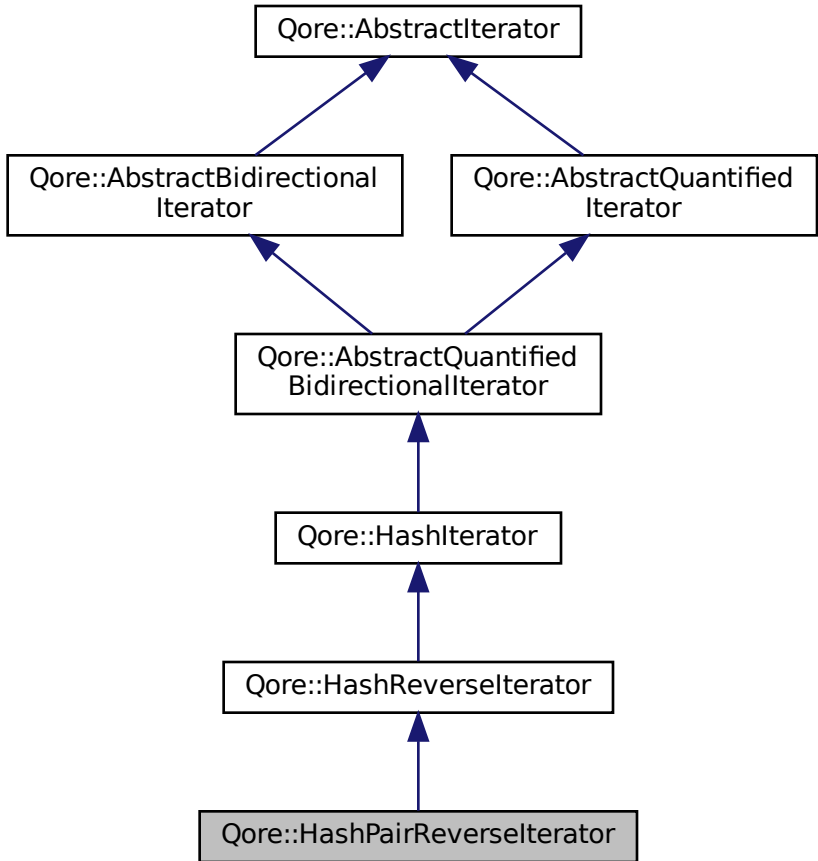 Qore::AbstractIterator
Qore::AbstractBidirectional
Iterator
Qore::AbstractQuantified
Iterator
Qore::AbstractQuantified
BidirectionalIterator
Qore::HashIterator
Qore::HashReverseIterator
Qore::HashPairReverseIterator